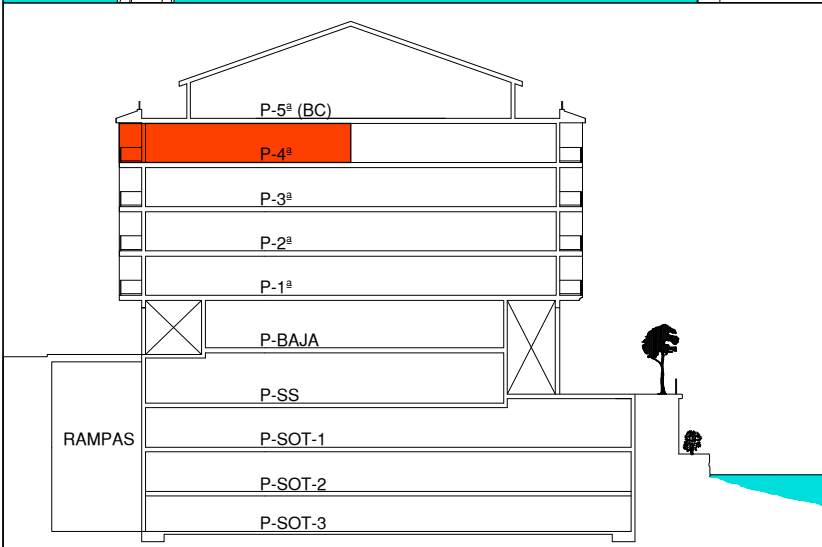 P-5ª (BC)
P-4ª
P-3ª
P-2ª
P-1ª
P-BAJA
P-SS
RAMPAS
P-SOT-1
P-SOT-2
P-SOT-3